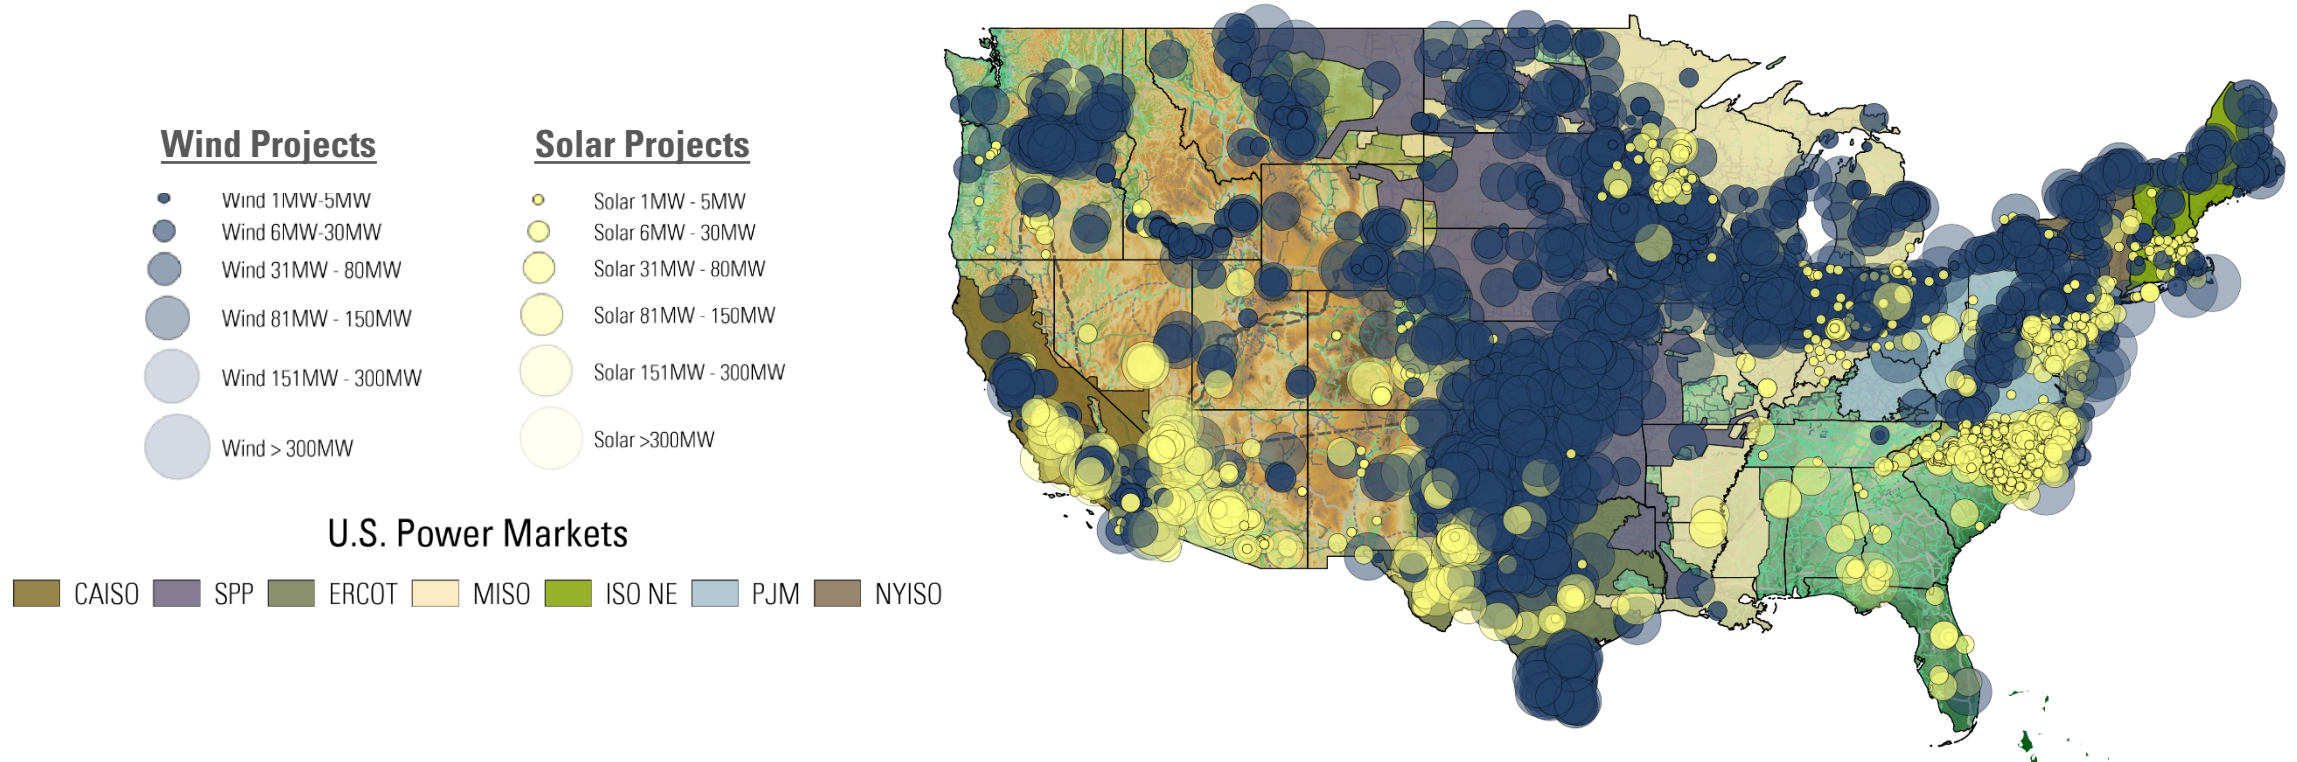 Wind Projects
Wind 1MW-5MW
Wind 6MW-30MW
Wind 31MW - 80MW
Wind 81MW - 150MW
Wind 151MW - 300MW
Wind > 300MW
Solar Projects
Solar 1MW - 5MW
Solar 6MW - 30MW
Solar 31MW - 80MW
Solar 81MW - 150MW
Solar 151MW - 300MW
Solar >300MW
U.S. Power Markets
CAISO SPP ERCOT MISO ISO NE PJM NYISO